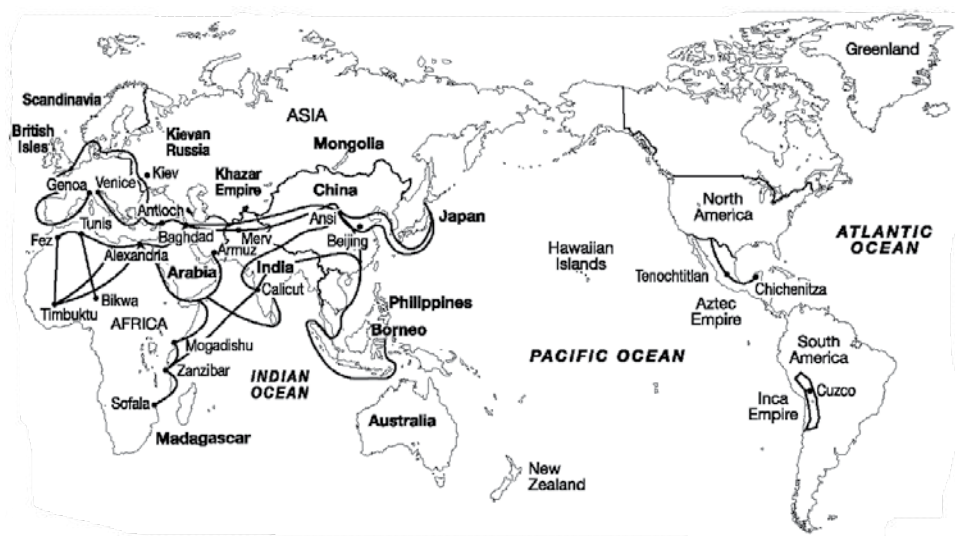 Greenland
Scandinavia
ASIA
British
Isles
Kievan
Russia
Mongolla
Kiev
Khazar
Empire
Genoa
Venice
China
North
America
Antioch
Ansi
Japan
Tunis
ATLANTIC
OCEAN
Fez
Baghdad
Merv
Beijing
Hawaiian
Islands
Alexandria
Armuz
India
Arabia
Tenochtitlan
Chichenitza
Calicut
Bikwa
Philippines
Timbuktu
AFRICA
Aztec
Empire
Borneo
Mogadishu
South
America
PACIFIC OCEAN
Zanzibar
INDIAN
OCEAN
Cuzco
Inca
Empire
Sofala
Australia
Madagascar
New
Zealand